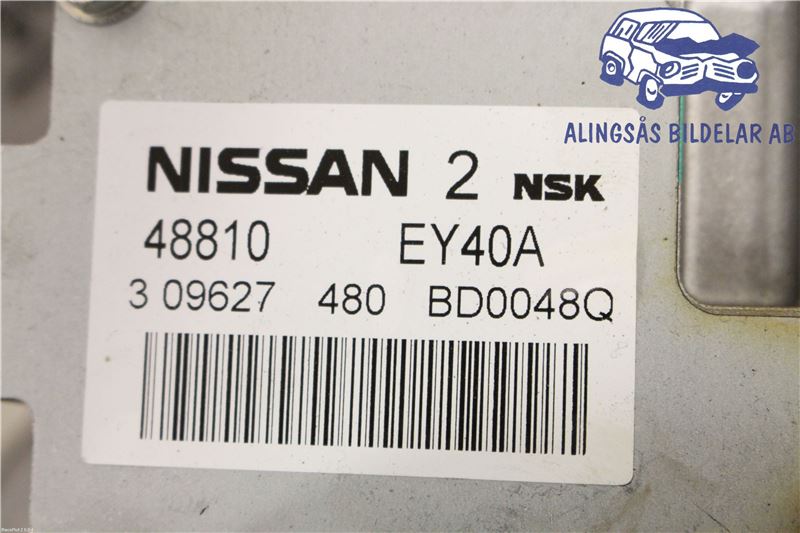 ALINGSÅS BILDELAR AB
NISSAN 2 NSK
48810 EY40A
3 09627 480 BD0048Q